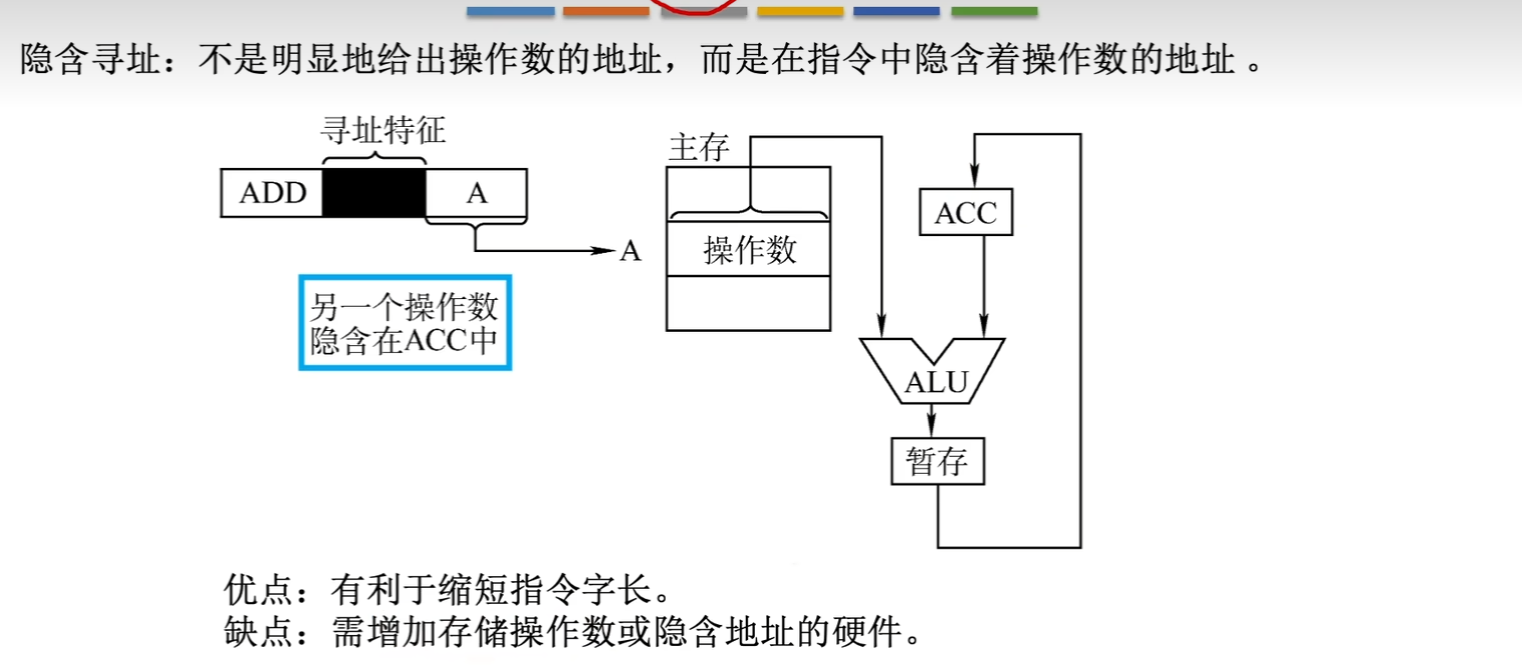 隐含寻址：不是明显地给出操作数的地址，而是在指令中隐含着操作数的地址 。
寻址特征
主存
ADD
A
ACC
A
操作数
另一个操作数
隐含在ACC中
ALU
暂存
优点：有利于缩短指令字长。
缺点：需增加存储操作数或隐含地址的硬件。